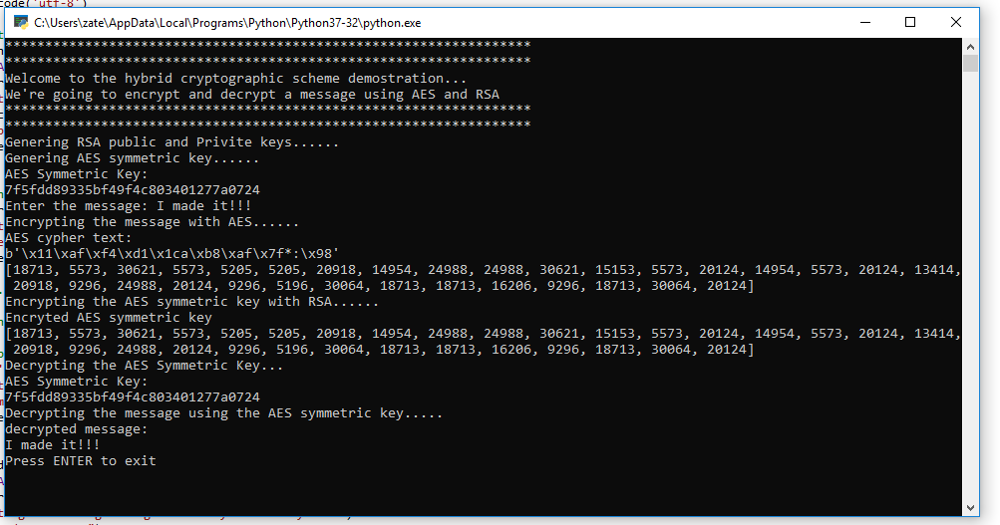 code('utf-8')
C:\Users\zate\AppData\Local\Programs\Python\Python37-32\python.exe
******************************************************************
******************************************************************
Welcome to the hybrid cryptographic scheme demostration...
We're going to encrypt and decrypt a message using AES and RSA
******************************************************************
******************************************************************
Genering RSA public and Privite keys......
Genering AES symmetric key......
AES Symmetric Key:
7f5fdd89335bf49f4c803401277a0724
Enter the message: I made it!!!
Encrypting the message with AES......
AES cypher text:
b'\x11\xaf\xf4\xd1\x1ca\xb8\xaf\x7f*:\x98'
[18713, 5573, 30621, 5573, 5205, 5205, 20918, 14954, 24988, 24988, 30621, 15153, 5573, 20124, 14954, 5573, 20124, 13414,
20918, 9296, 24988, 20124, 9296, 5196, 30064, 18713, 18713, 16206, 9296, 18713, 30064, 20124]
Encrypting the AES symmetric key with RSA......
Encryted AES symmetric key
[18713, 5573, 30621, 5573, 5205, 5205, 20918, 14954, 24988, 24988, 30621, 15153, 5573, 20124, 14954, 5573, 20124, 13414,
20918, 9296, 24988, 20124, 9296, 5196, 30064, 18713, 18713, 16206, 9296, 18713, 30064, 20124]
Decrypting the AES Symmetric Key...
AES Symmetric Key:
7f5fdd89335bf49f4c803401277a0724
Decrypting the message using the AES symmetric key.....
decrypted message:
I made it!!!
Press ENTER to exit